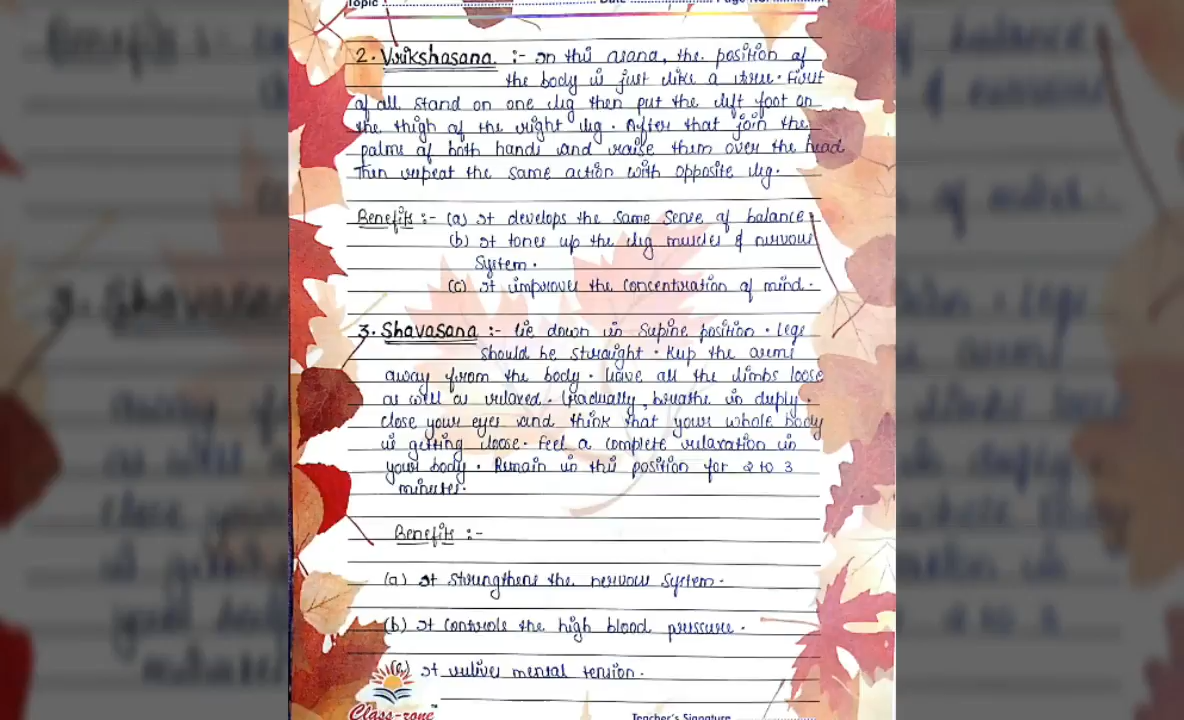 Topic Date Page No.
2. Vrikshasana :- In this asana, the position of
the body is just like a tree. First
of all stand on one leg then put the left foot on
the thigh of the right leg. After that join the
palms of both hands and raise them over the head
Then repeat the same action with opposite leg.
Benefits :- (a) It develops the same sense of balance.
(b) It tones up the leg muscles & nervous
System.
(c) It improves the concentration of mind.
3. Shavasana :- lie down in Supine position. Legs
should be straight. Keep the arms
away from the body. Leave all the limbs loose
as well as relaxed. Gradually, breathe in deeply.
close your eyes and think that your whole body
is getting loose. Feel a complete relaxation in
your body. Remain in this position for 2 to 3
minutes.
Benefits :-
(a) It strengthens the nervous System.
(b) It controls the high blood pressure.
(c) It relives mental tension.
Class-zone™ Teacher's Signature